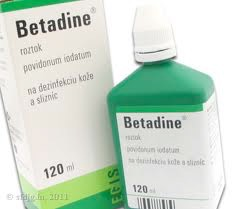 Betadine®
roztok
povidonum iodatum
na dezinfekciu kože
a slizníc
120 ml
EGIS
Betadine®
roztok
povidonum iodatum
na dezinfekciu kože
a slizníc
120 ml